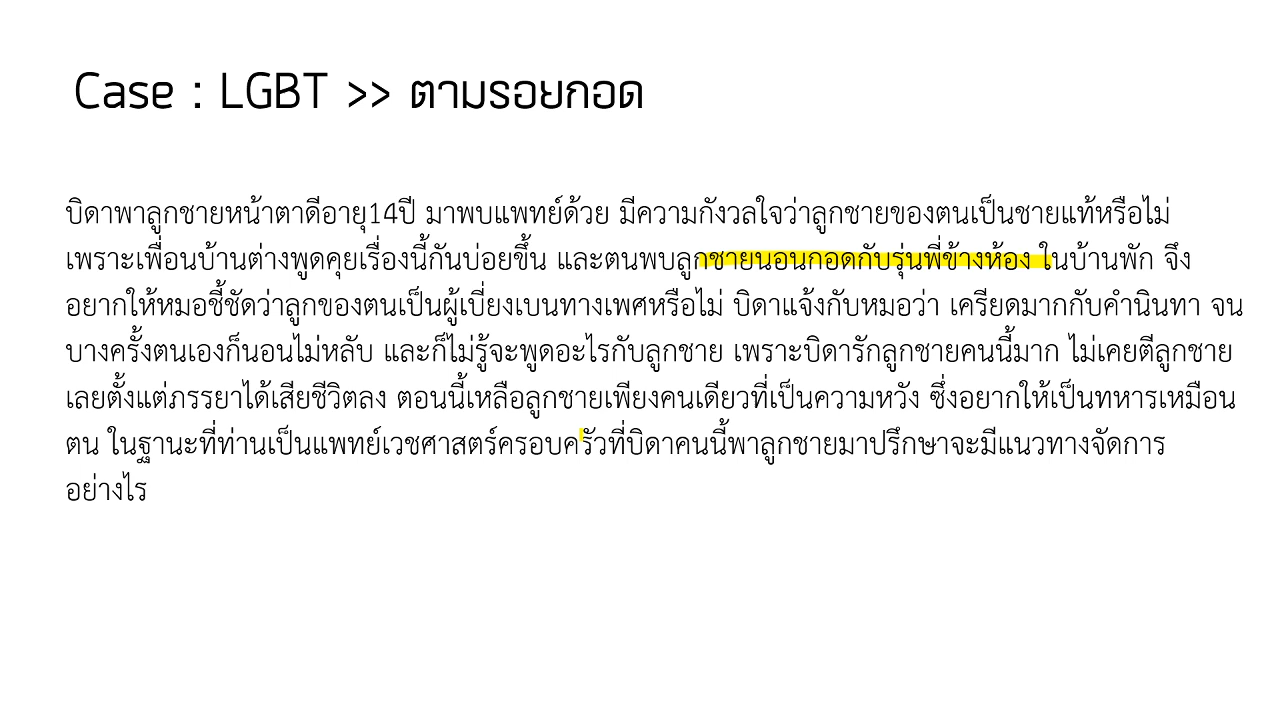 Case : LGBT >> ตามรอยกอด
บิดาพาลูกชายหน้าตาดีอายุ14ปี มาพบแพทย์ด้วย มีความกังวลใจว่าลูกชายของตนเป็นชายแท้หรือไม่
เพราะเพื่อนบ้านต่างพูดคุยเรื่องนี้กันบ่อยขึ้น และตนพบลูกชายนอนกอดกับรุ่นพี่ข้างห้อง ในบ้านพัก จึง
อยากให้หมอชี้ชัดว่าลูกของตนเป็นผู้เบี่ยงเบนทางเพศหรือไม่ บิดาแจ้งกับหมอว่า เครียดมากกับคำนินทา จน
บางครั้งตนเองก็นอนไม่หลับ และก็ไม่รู้จะพูดอะไรกับลูกชาย เพราะบิดารักลูกชายคนนี้มาก ไม่เคยตีลูกชาย
เลยตั้งแต่ภรรยาได้เสียชีวิตลง ตอนนี้เหลือลูกชายเพียงคนเดียวที่เป็นความหวัง ซึ่งอยากให้เป็นทหารเหมือน
ตน ในฐานะที่ท่านเป็นแพทย์เวชศาสตร์ครอบครัวที่บิดาคนนี้พาลูกชายมาปรึกษาจะมีแนวทางจัดการ
อย่างไร